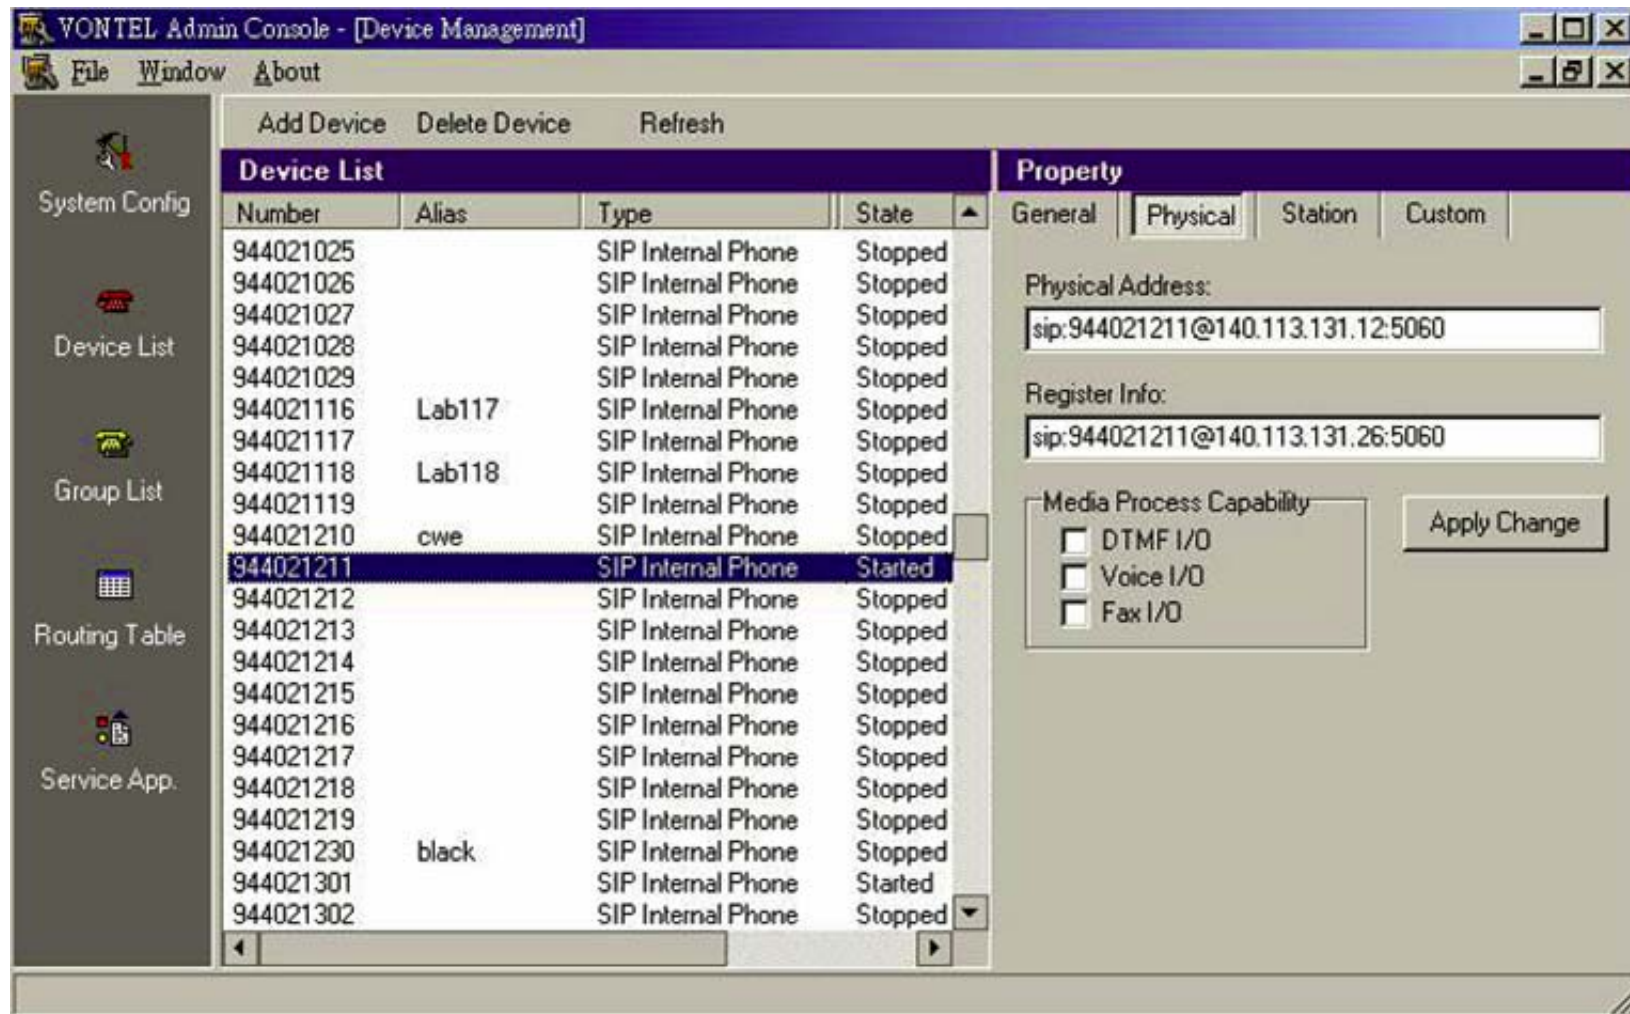 VONTEL Admin Console - [Device Management]
File Window About
Add Device Delete Device Refresh
System Config
Device List
Group List
Routing Table
Service App.
Device List
Number Alias Type State
944021025 SIP Internal Phone Stopped
944021026 SIP Internal Phone Stopped
944021027 SIP Internal Phone Stopped
944021028 SIP Internal Phone Stopped
944021029 SIP Internal Phone Stopped
944021116 Lab117 SIP Internal Phone Stopped
944021117 SIP Internal Phone Stopped
944021118 Lab118 SIP Internal Phone Stopped
944021119 SIP Internal Phone Stopped
944021210 cwe SIP Internal Phone Stopped
944021211 SIP Internal Phone Started
944021212 SIP Internal Phone Stopped
944021213 SIP Internal Phone Stopped
944021214 SIP Internal Phone Stopped
944021215 SIP Internal Phone Stopped
944021216 SIP Internal Phone Stopped
944021217 SIP Internal Phone Stopped
944021218 SIP Internal Phone Stopped
944021219 SIP Internal Phone Stopped
944021230 black SIP Internal Phone Stopped
944021301 SIP Internal Phone Started
944021302 SIP Internal Phone Stopped
Property
General Physical Station Custom
Physical Address:
sip:944021211@140.113.131.12:5060
Register Info:
sip:944021211@140.113.131.26:5060
Media Process Capability
DTMF I/O
Voice I/O
Fax I/O
Apply Change